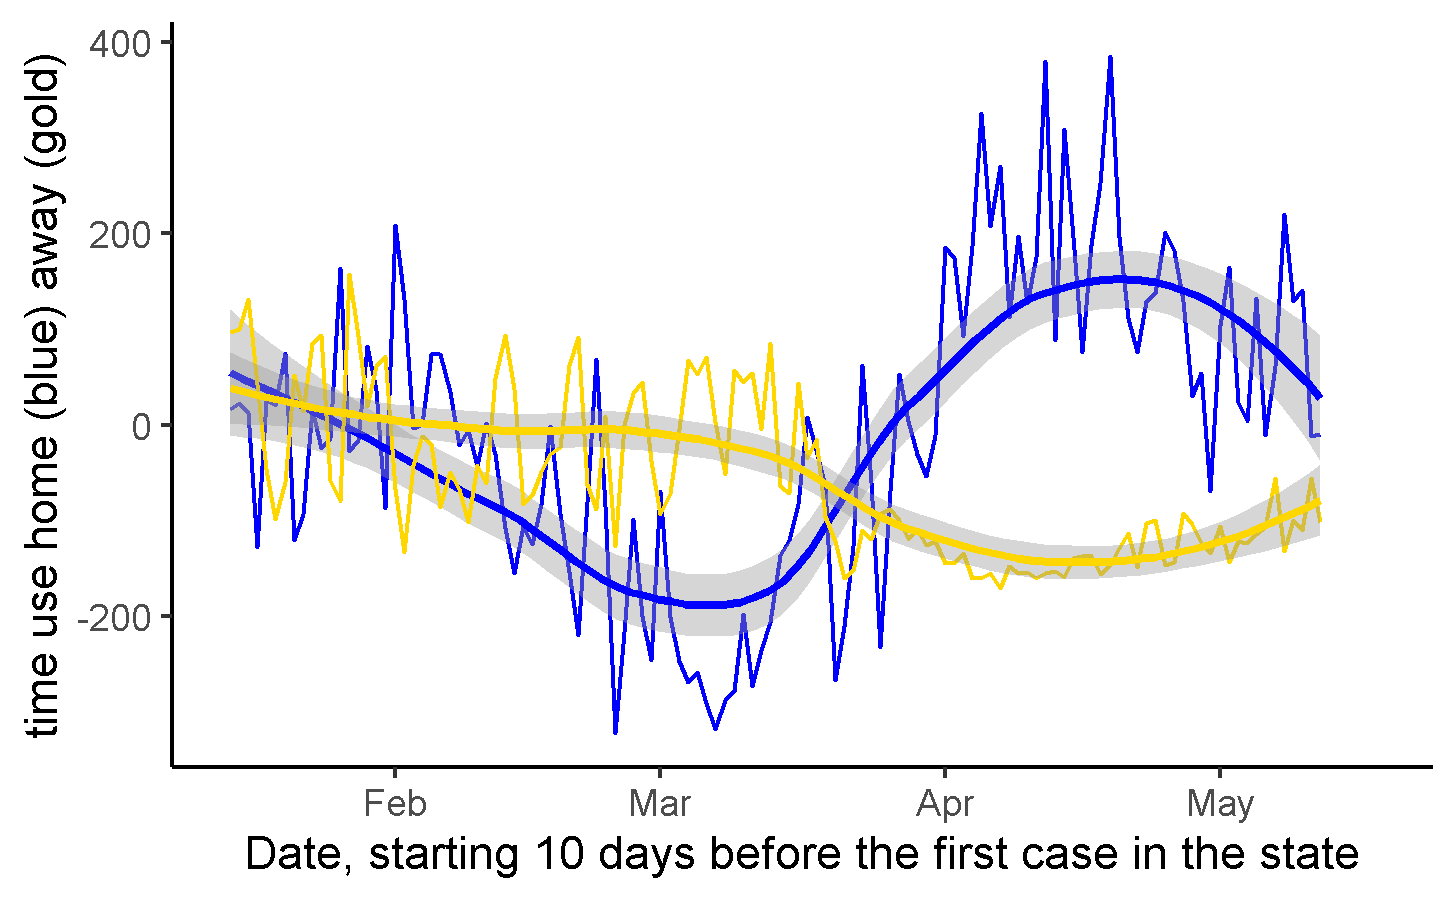 time use home (blue) away (gold)
400
200
0
-200
Feb Mar Apr May
Date, starting 10 days before the first case in the state